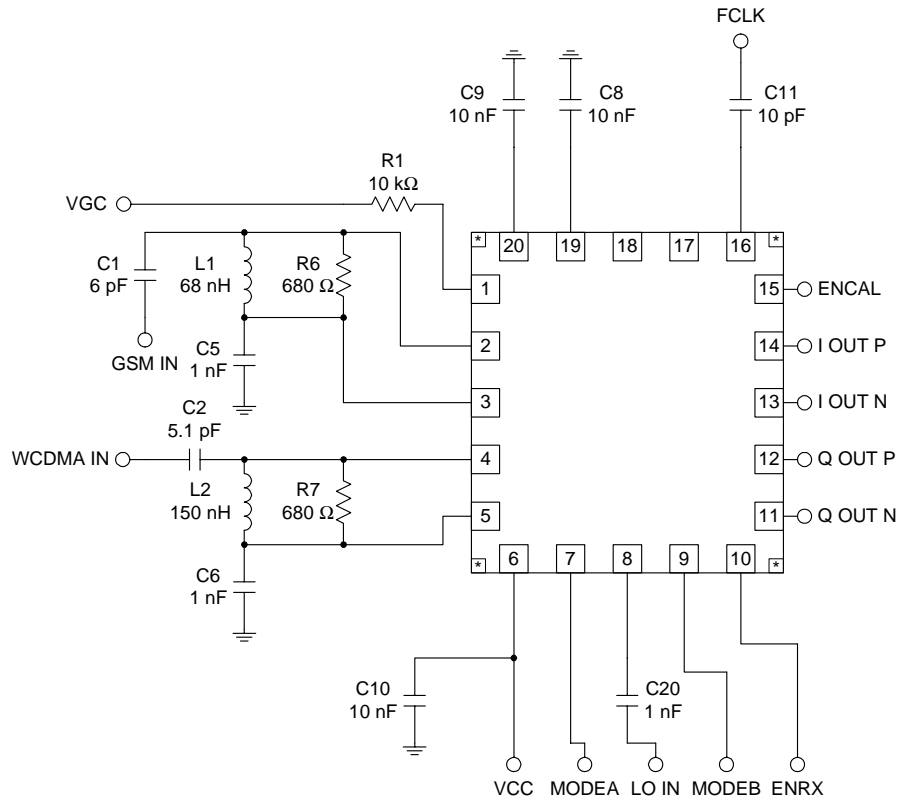 FCLK
C9
10 nF
C8
10 nF
C11
10 pF
R1
10 kΩ
VGC
* 20 19 18 17 16 *
C1
6 pF
L1
68 nH
R6
680 Ω
1
15 ENCAL
GSM IN
C5
1 nF
2
14 I OUT P
3
13 I OUT N
C2
5.1 pF
WCDMA IN
4
12 Q OUT P
L2
150 nH
R7
680 Ω
5
11 Q OUT N
* 6 7 8 9 10 *
C6
1 nF
C10
10 nF
C20
1 nF
VCC MODEA LO IN MODEB ENRX